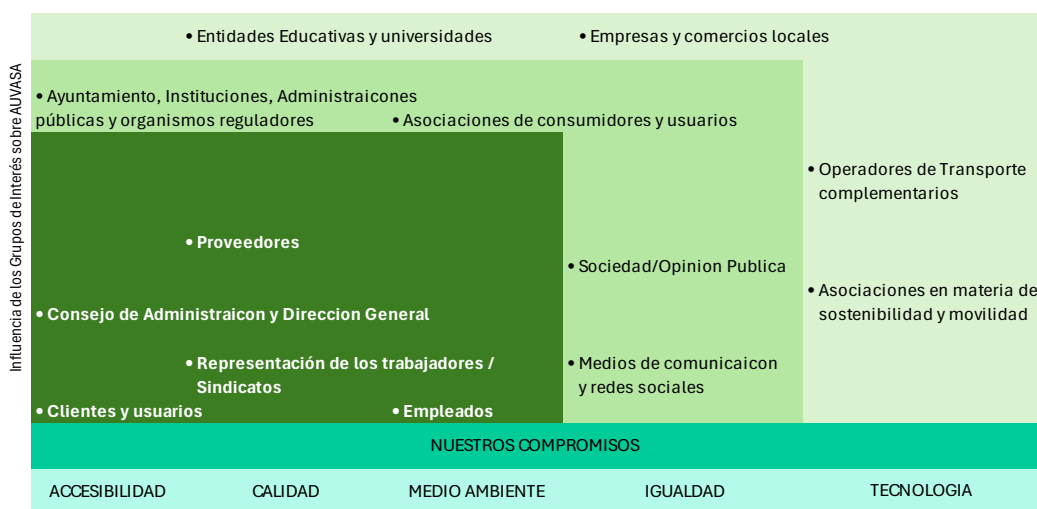 • Entidades Educativas y universidades
• Empresas y comercios locales
Influencia de los Grupos de Interés sobre AUVASA
• Ayuntamiento, Instituciones, Administraicones
públicas y organismos reguladores
• Asociaciones de consumidores y usuarios
• Operadores de Transporte
complementarios
• Proveedores
• Sociedad/Opinion Publica
• Asociaciones en materia de
sostenibilidad y movilidad
• Consejo de Administraicon y Direccion General
• Representación de los trabajadores /
Sindicatos
• Medios de comunicaicon
y redes sociales
• Clientes y usuarios
• Empleados
NUESTROS COMPROMISOS
ACCESIBILIDAD
CALIDAD
MEDIO AMBIENTE
IGUALDAD
TECNOLOGIA